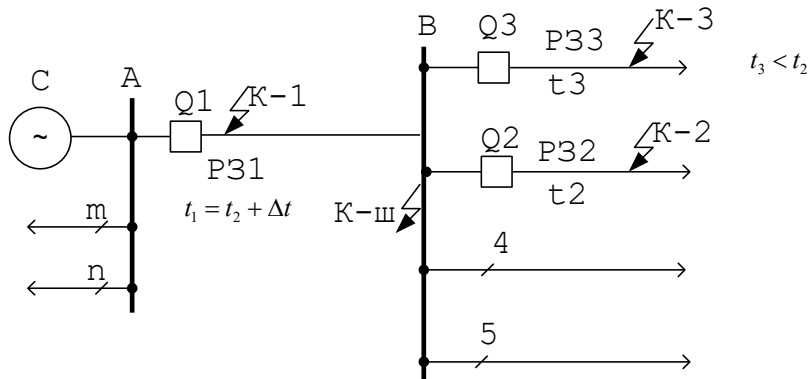 B
Q3
РЗ3
К-3
t₃ < t₂
С
А
t3
Q1
К-1
Q2
РЗ2
К-2
~
РЗ1
t2
m
t₁ = t₂ + Δt
К-ш
4
n
5